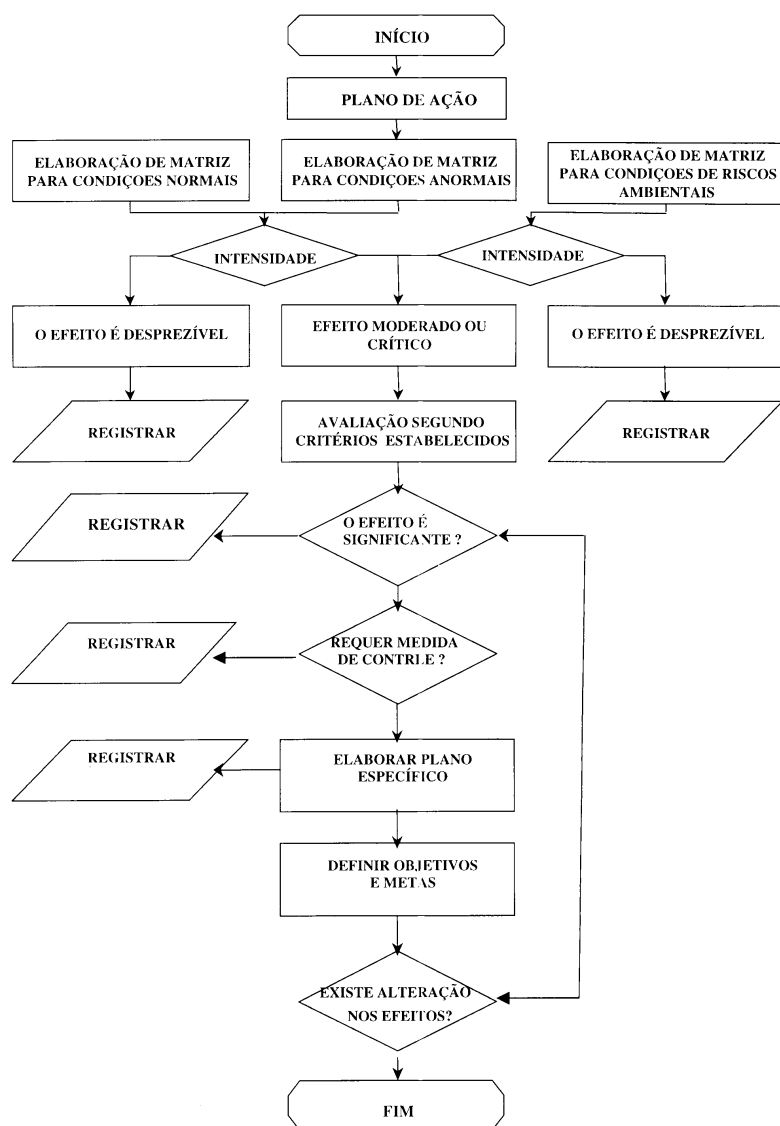 INÍCIO
PLANO DE AÇÃO
ELABORAÇÃO DE MATRIZ
PARA CONDIÇOES NORMAIS
ELABORAÇÃO DE MATRIZ
PARA CONDIÇOES ANORMAIS
ELABORAÇÃO DE MATRIZ
PARA CONDIÇOES DE RISCOS
AMBIENTAIS
INTENSIDADE
INTENSIDADE
O EFEITO É DESPREZÍVEL
EFEITO MODERADO OU
CRÍTICO
O EFEITO É DESPREZÍVEL
REGISTRAR
AVALIAÇÃO SEGUNDO
CRITÉRIOS ESTABELECIDOS
REGISTRAR
REGISTRAR
O EFEITO É
SIGNIFICANTE ?
REGISTRAR
REQUER MEDIDA
DE CONTRLE ?
REGISTRAR
ELABORAR PLANO
ESPECÍFICO
DEFINIR OBJETIVOS
E METAS
EXISTE ALTERAÇÃO
NOS EFEITOS?
FIM